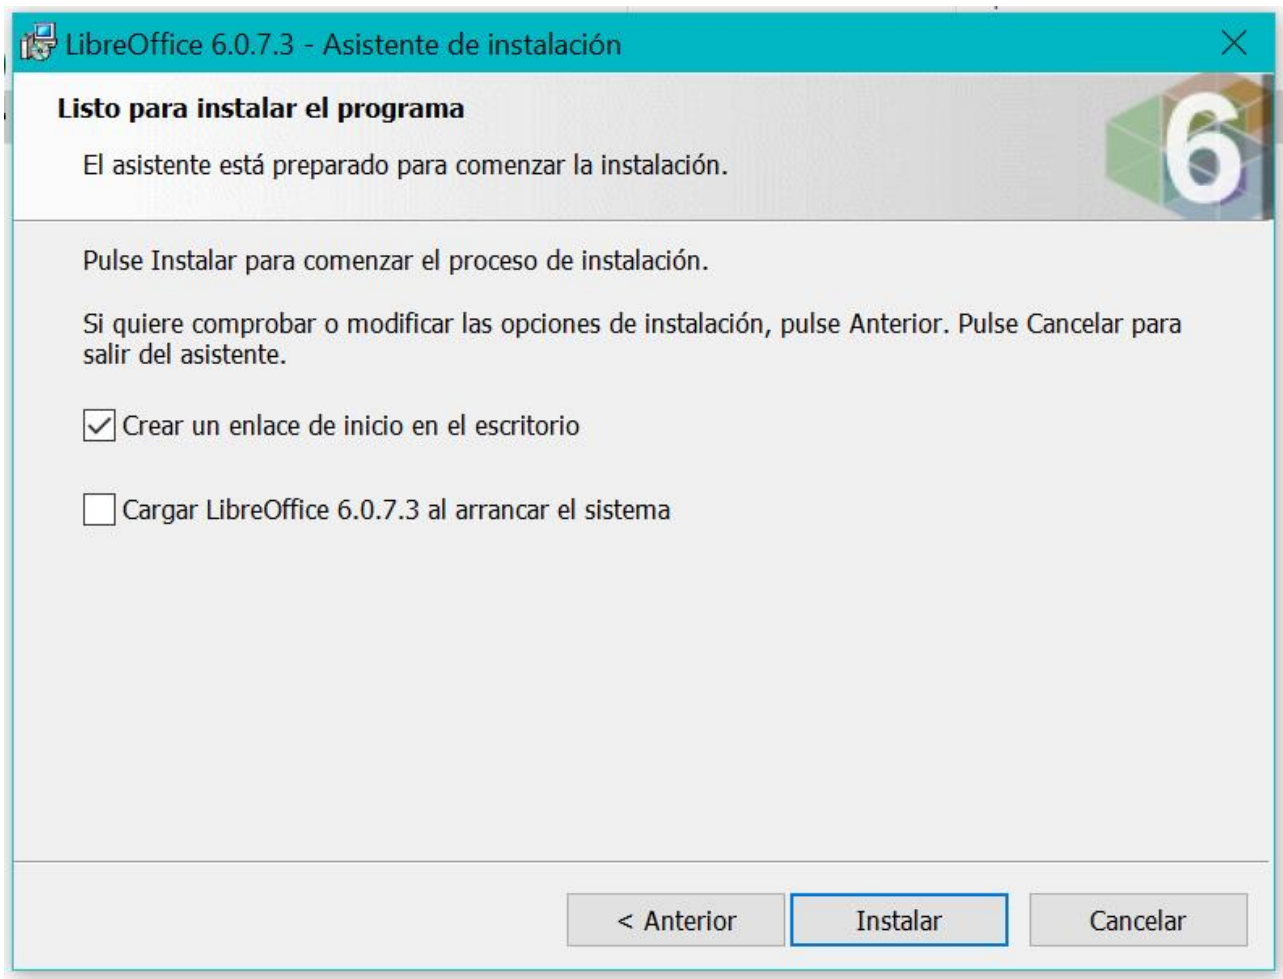 LibreOffice 6.0.7.3 - Asistente de instalación
Listo para instalar el programa
El asistente está preparado para comenzar la instalación.
6
Pulse Instalar para comenzar el proceso de instalación.
Si quiere comprobar o modificar las opciones de instalación, pulse Anterior. Pulse Cancelar para
salir del asistente.
Crear un enlace de inicio en el escritorio
Cargar LibreOffice 6.0.7.3 al arrancar el sistema
< Anterior
Instalar
Cancelar